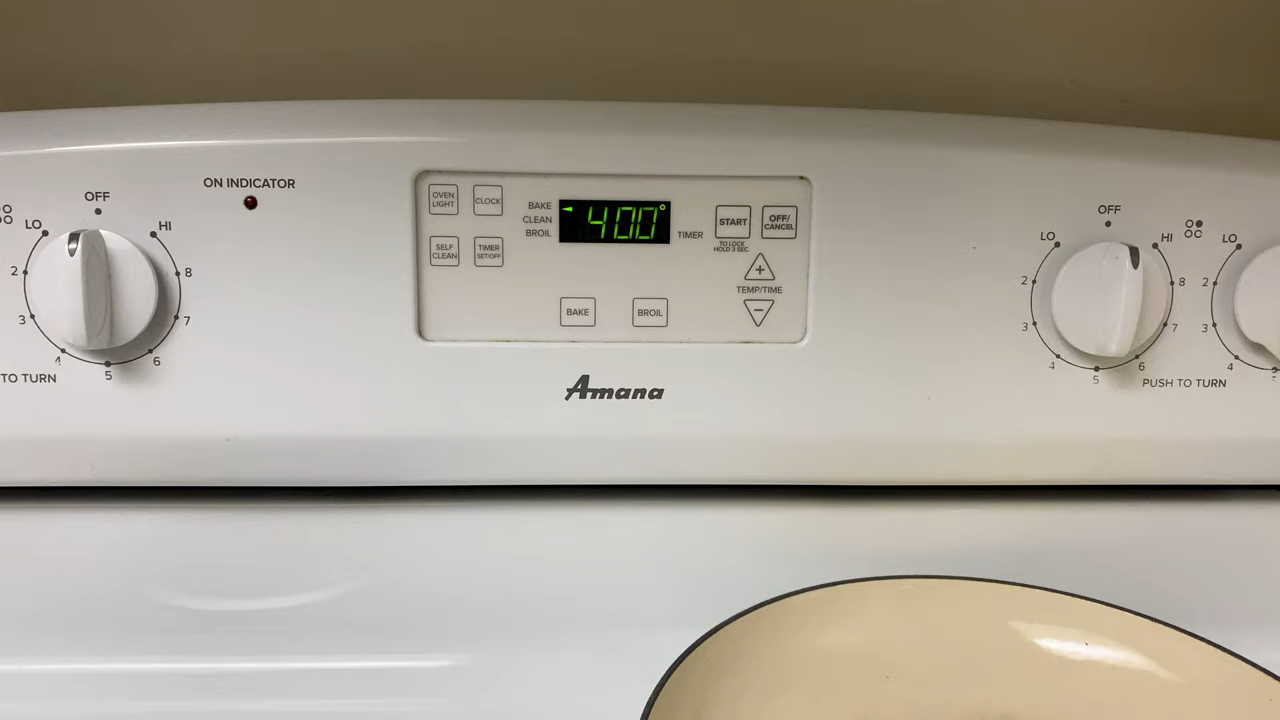 ON INDICATOR
OFF
LO
HI
2
8
3
7
4
6
5
TO TURN
OVEN
LIGHT
CLOCK
SELF
CLEAN
TIMER
SET/OFF
BAKE
CLEAN
BROIL
400°
TIMER
START
TO LOCK
HOLD 3 SEC.
OFF/
CANCEL
+
TEMP/TIME
-
BAKE
BROIL
Amana
OFF
LO
HI
2
8
3
7
4
6
5
PUSH TO TURN
LO
2
3
4
5